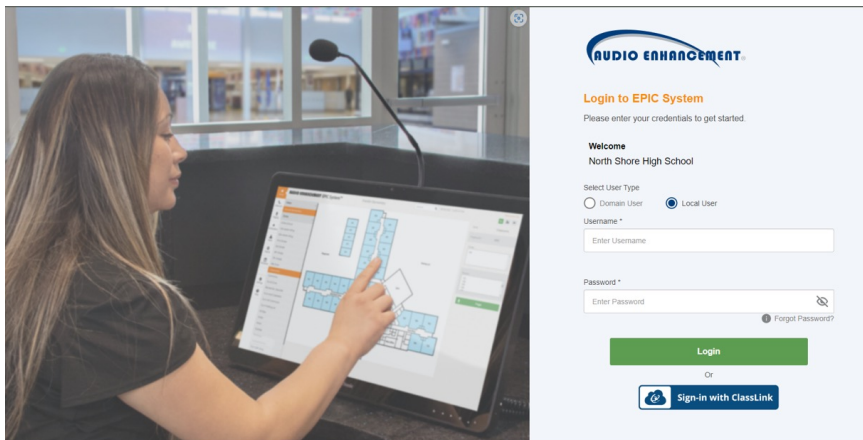 AUDIO ENHANCEMENT
Login to EPIC System
Please enter your credentials to get started.
Welcome
North Shore High School
Select User Type
Domain User
Local User
Username *
Enter Username
Password *
Enter Password
Forgot Password?
Login
Or
Sign-in with ClassLink